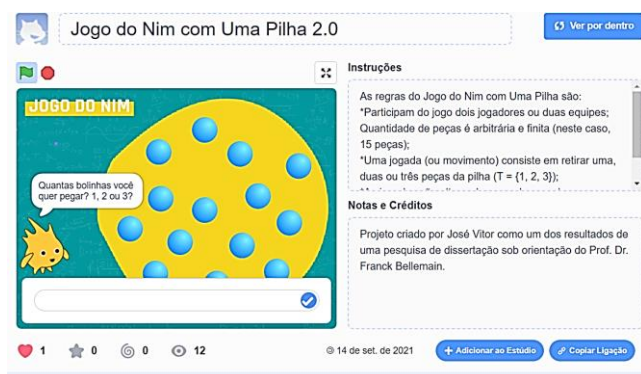 Jogo do Nim com Uma Pilha 2.0
Ver por dentro
JOGO DO NIM
Quantas bolinhas você
quer pegar? 1, 2 ou 3?
Instruções
As regras do Jogo do Nim com Uma Pilha são:
*Participam do jogo dois jogadores ou duas equipes;
Quantidade de peças é arbitrária e finita (neste caso,
15 peças);
*Uma jogada (ou movimento) consiste em retirar uma,
duas ou três peças da pilha (T = {1, 2, 3});
Notas e Créditos
Projeto criado por José Vitor como um dos resultados de
uma pesquisa de dissertação sob orientação do Prof. Dr.
Franck Bellemain.
1
0
0
12
© 14 de set. de 2021
+ Adicionar ao Estúdio
Copiar Ligação